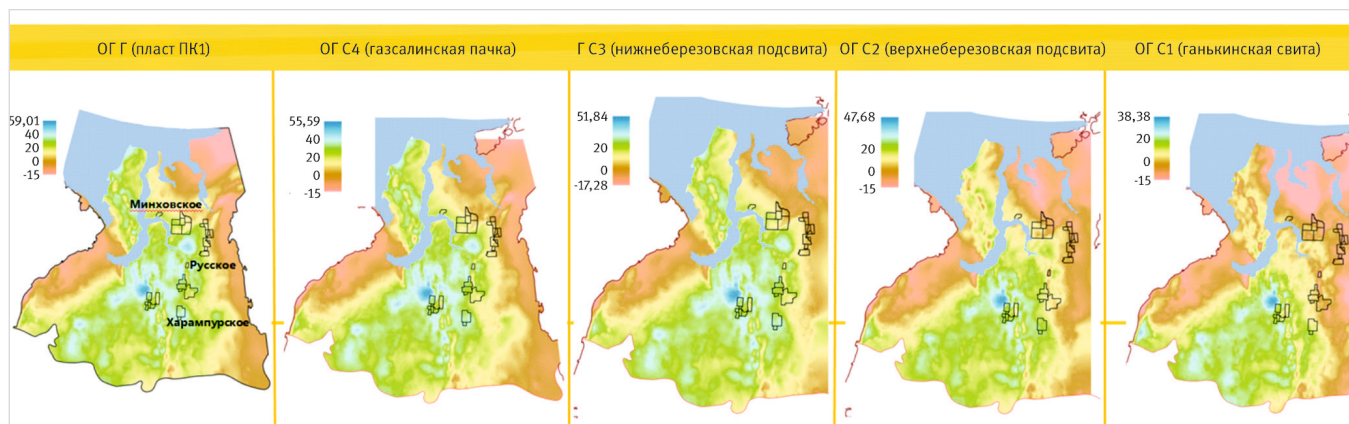 ОГ Г (пласт ПК1)
ОГ С4 (газсалинская пачка)
Г С3 (нижнеберезовская подсвита)
ОГ С2 (верхнеберезовская подсвита)
ОГ С1 (ганькинская свита)
59,01
40
20
0
-15
Минховское
Русское
Харампурское
55,59
40
20
0
-15
51,84
20
0
-17,28
47,68
20
0
-15
38,38
20
0
-15